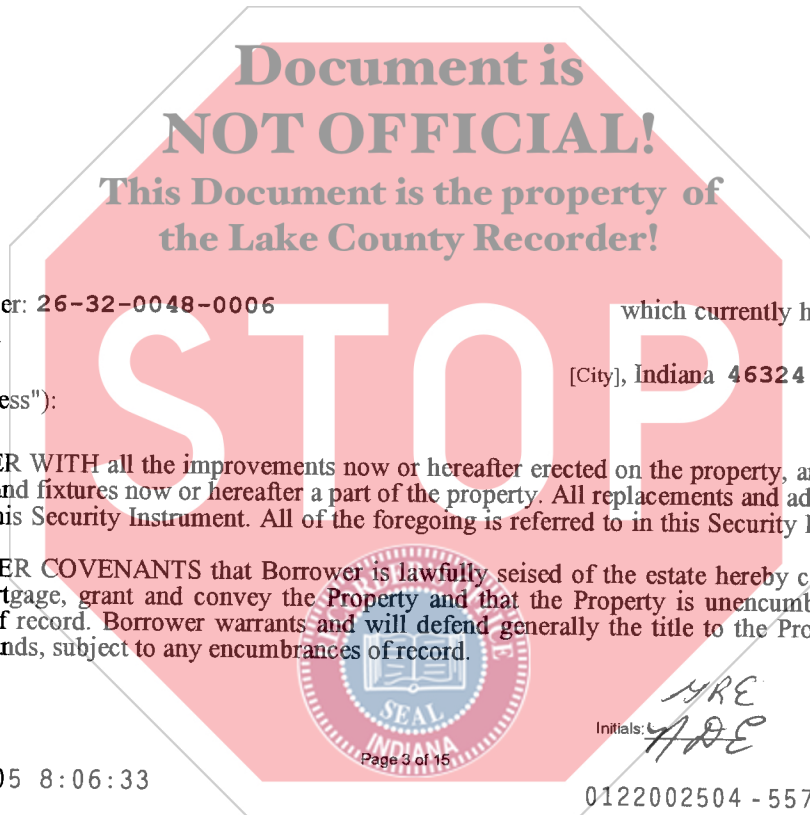 Document is
NOT OFFICIAL!
This Document is the property of
the Lake County Recorder!
er: 26-32-0048-0006 which currently h
[City], Indiana 46324
ess"):
STOP
ER WITH all the improvements now or hereafter erected on the property, a
nd fixtures now or hereafter a part of the property. All replacements and ad
his Security Instrument. All of the foregoing is referred to in this Security I
ER COVENANTS that Borrower is lawfully seised of the estate hereby c
rtgage, grant and convey the Property and that the Property is unencumb
f record. Borrower warrants and will defend generally the title to the Pro
nds, subject to any encumbrances of record.
SEAL
INDIANA
Initials:
Page 3 of 15
05 8:06:33
0122002504 - 557